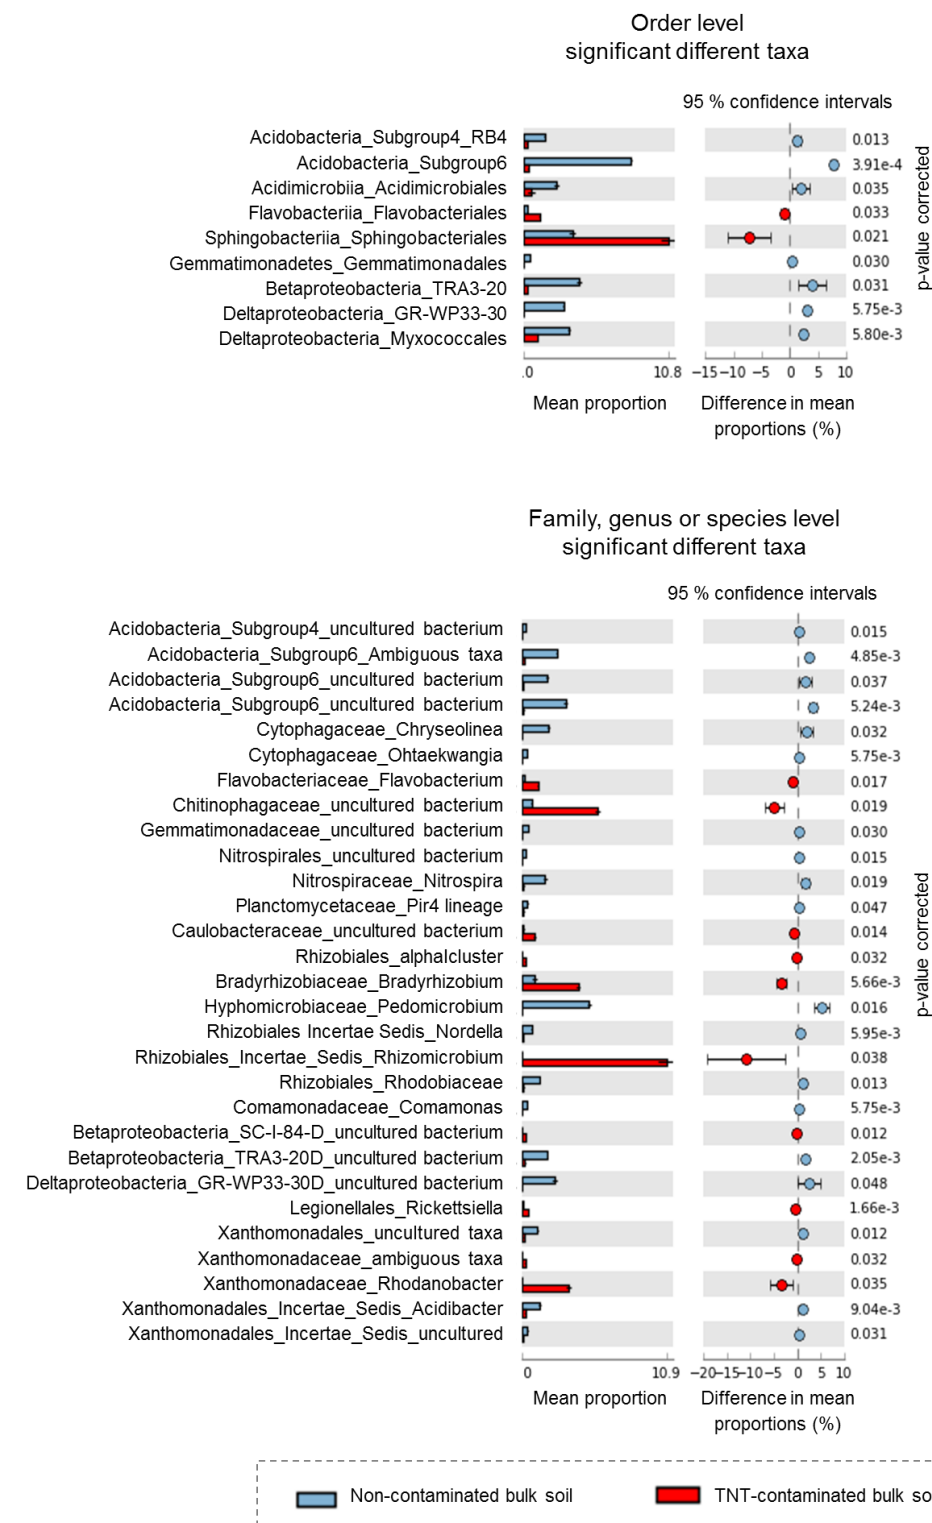 Order level
significant different taxa
95 % confidence intervals
Acidobacteria_Subgroup4_RB4 0.013
Acidobacteria_Subgroup6 3.91e-4
Acidimicrobiia_Acidimicrobiales 0.035
Flavobacteriia_Flavobacteriales 0.033
Sphingobacteriia_Sphingobacteriales 0.021
Gemmatimonadetes_Gemmatimonadales 0.030
Betaproteobacteria_TRA3-20 0.031
Deltaproteobacteria_GR-WP33-30 5.75e-3
Deltaproteobacteria_Myxococcales 5.80e-3
p-value corrected
.0 10.8 −15 −10 −5 0 5 10
Mean proportion Difference in mean
proportions (%)
Family, genus or species level
significant different taxa
95 % confidence intervals
Acidobacteria_Subgroup4_uncultured bacterium 0.015
Acidobacteria_Subgroup6_Ambiguous taxa 4.85e-3
Acidobacteria_Subgroup6_uncultured bacterium 0.037
Acidobacteria_Subgroup6_uncultured bacterium 5.24e-3
Cytophagaceae_Chryseolinea 0.032
Cytophagaceae_Ohtaekwangia 5.75e-3
Flavobacteriaceae_Flavobacterium 0.017
Chitinophagaceae_uncultured bacterium 0.019
Gemmatimonadaceae_uncultured bacterium 0.030
Nitrospirales_uncultured bacterium 0.015
Nitrospiraceae_Nitrospira 0.019
Planctomycetaceae_Pir4 lineage 0.047
Caulobacteraceae_uncultured bacterium 0.014
Rhizobiales_alphaIcluster 0.032
Bradyrhizobiaceae_Bradyrhizobium 5.66e-3
Hyphomicrobiaceae_Pedomicrobium 0.016
Rhizobiales Incertae Sedis_Nordella 5.95e-3
Rhizobiales_Incertae_Sedis_Rhizomicrobium 0.038
Rhizobiales_Rhodobiaceae 0.013
Comamonadaceae_Comamonas 5.75e-3
Betaproteobacteria_SC-I-84-D_uncultured bacterium 0.012
Betaproteobacteria_TRA3-20D_uncultured bacterium 2.05e-3
Deltaproteobacteria_GR-WP33-30D_uncultured bacterium 0.048
Legionellales_Rickettsiella 1.66e-3
Xanthomonadales_uncultured taxa 0.012
Xanthomonadaceae_ambiguous taxa 0.032
Xanthomonadaceae_Rhodanobacter 0.035
Xanthomonadales_Incertae_Sedis_Acidibacter 9.04e-3
Xanthomonadales_Incertae_Sedis_uncultured 0.031
p-value corrected
0 10.9 −20−15−10−5 0 5 10
Mean proportion Difference in mean
proportions (%)
Non-contaminated bulk soil TNT-contaminated bulk so